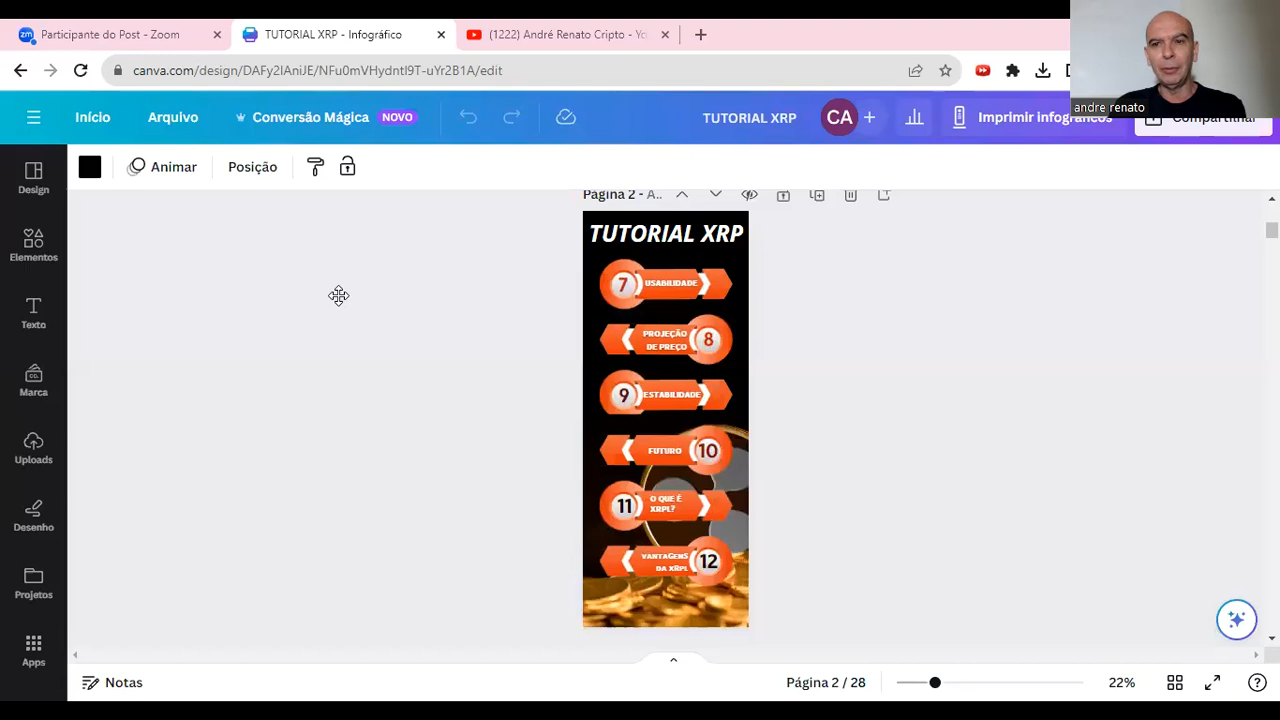 Participante do Post - Zoom
TUTORIAL XRP - Infográfico
(1222) André Renato Cripto - Yo
canva.com/design/DAFy2JAniJE/NFu0mVHydntI9T-uYr2B1A/edit
andre renato
Início
Arquivo
Conversão Mágica
NOVO
TUTORIAL XRP
CA
Imprimir infográficos
Compartilhar
Animar
Posição
Design
Elementos
Texto
Marca
Uploads
Desenho
Projetos
Apps
Página 2 - A..
TUTORIAL XRP
7 USABILIDADE
PROJEÇÃO
DE PREÇO 8
9 ESTABILIDADE
FUTURO 10
11 O QUE É
XRPL?
VANTAGENS
DA XRPL 12
Notas
Página 2 / 28
22%